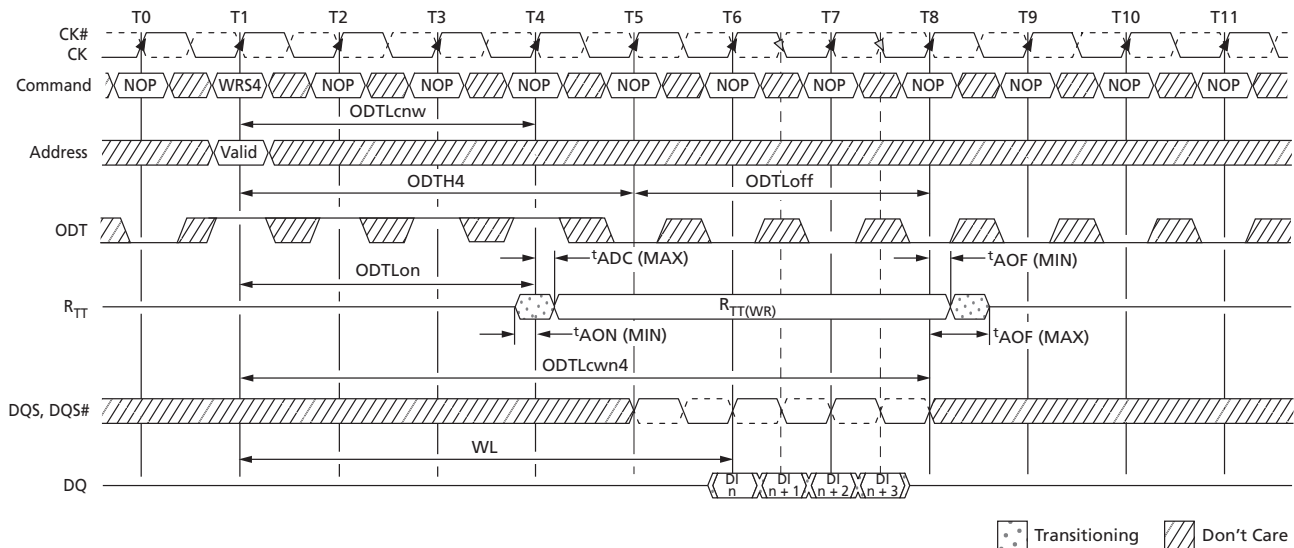 T0 T1 T2 T3 T4 T5 T6 T7 T8 T9 T10 T11
CK#
CK
Command NOP WRS4 NOP NOP NOP NOP NOP NOP NOP NOP NOP NOP
ODTLcnw
Address Valid
ODTH4 ODTLoff
ODT
tADC (MAX) tAOF (MIN)
ODTLon
RTT RTT(WR)
tAON (MIN) tAOF (MAX)
ODTLcwn4
DQS, DQS#
WL
DQ DI n DI n + 1 DI n + 2 DI n + 3
Transitioning Don't Care